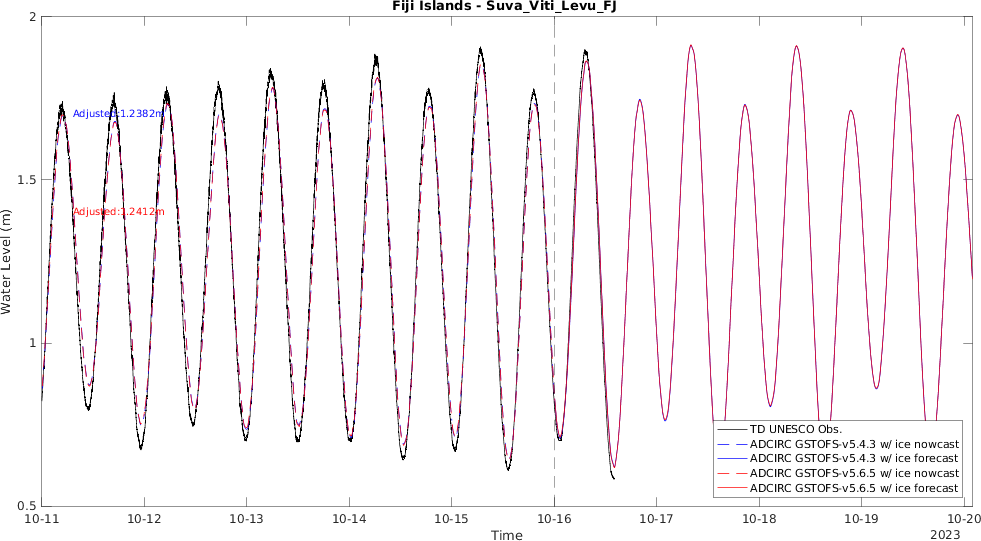 Fiji Islands - Suva_Viti_Levu_FJ
2
1.5
1
0.5
Water Level (m)
Adjusted:1.2382m
Adjusted:1.2412m
TD UNESCO Obs.
ADCIRC GSTOFS-v5.4.3 w/ ice nowcast
ADCIRC GSTOFS-v5.4.3 w/ ice forecast
ADCIRC GSTOFS-v5.6.5 w/ ice nowcast
ADCIRC GSTOFS-v5.6.5 w/ ice forecast
10-11 10-12 10-13 10-14 10-15 10-16 10-17 10-18 10-19 10-20
Time
2023